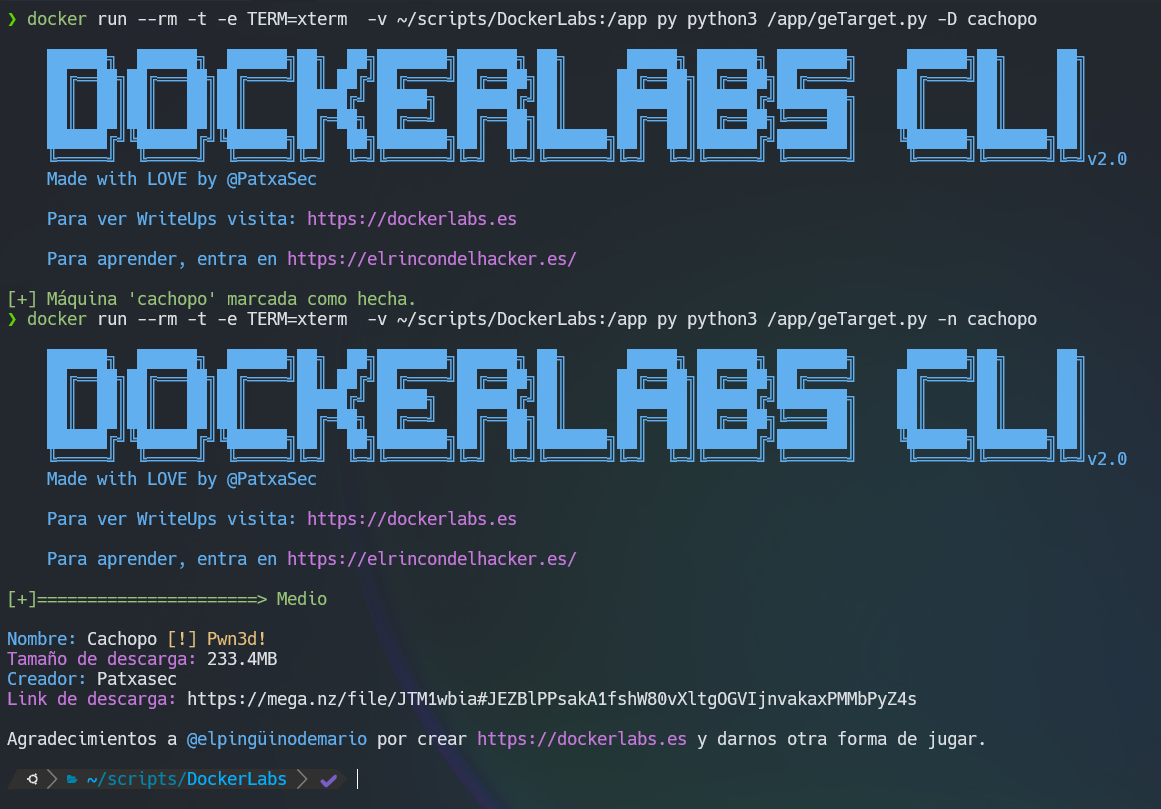 ❯ docker run --rm -t -e TERM=xterm  -v ~/scripts/DockerLabs:/app py python3 /app/geTarget.py -D cachopo
DOCKERLABS CLI
v2.0
Made with LOVE by @PatxaSec
Para ver WriteUps visita: https://dockerlabs.es
Para aprender, entra en https://elrincondelhacker.es/
[+] Máquina 'cachopo' marcada como hecha.
❯ docker run --rm -t -e TERM=xterm  -v ~/scripts/DockerLabs:/app py python3 /app/geTarget.py -n cachopo
DOCKERLABS CLI
v2.0
Made with LOVE by @PatxaSec
Para ver WriteUps visita: https://dockerlabs.es
Para aprender, entra en https://elrincondelhacker.es/
[+]======================> Medio
Nombre: Cachopo [!] Pwn3d!
Tamaño de descarga: 233.4MB
Creador: Patxasec
Link de descarga: https://mega.nz/file/JTM1wbia#JEZBlPPsakA1fshW80vXltgOGVIjnvakaxPMMbPyZ4s
Agradecimientos a @elpingüinodemario por crear https://dockerlabs.es y darnos otra forma de jugar.
~/scripts/DockerLabs